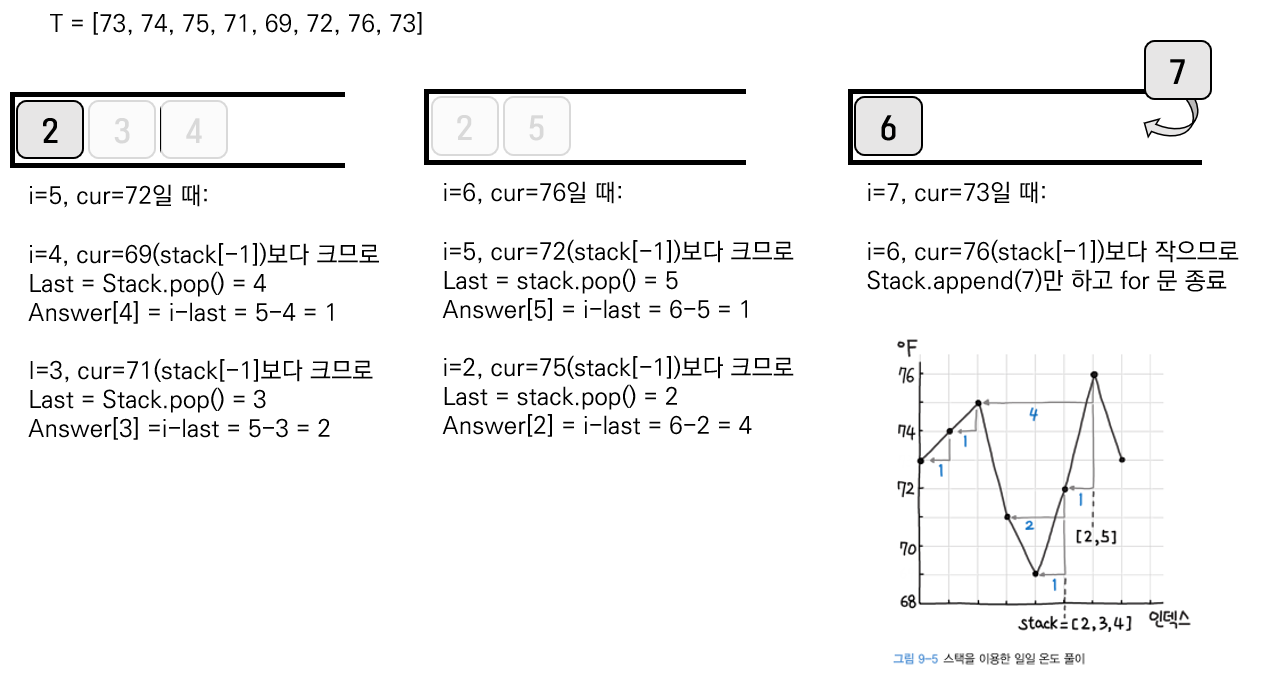 T = [73, 74, 75, 71, 69, 72, 76, 73]
2 3 4
i=5, cur=72일 때:
i=4, cur=69(stack[-1])보다 크므로
Last = Stack.pop() = 4
Answer[4] = i-last = 5-4 = 1
I=3, cur=71(stack[-1]보다 크므로
Last = Stack.pop() = 3
Answer[3] =i-last = 5-3 = 2
2 5
i=6, cur=76일 때:
i=5, cur=72(stack[-1])보다 크므로
Last = stack.pop() = 5
Answer[5] = i-last = 6-5 = 1
i=2, cur=75(stack[-1])보다 크므로
Last = stack.pop() = 2
Answer[2] = i-last = 6-2 = 4
7
6
i=7, cur=73일 때:
i=6, cur=76(stack[-1])보다 작으므로
Stack.append(7)만 하고 for 문 종료
°F
76
4
74
1
1
72
1
2
[2,5]
70
1
68
stack=[2,3,4] 인덱스
그림 9-5 스택을 이용한 일일 온도 풀이